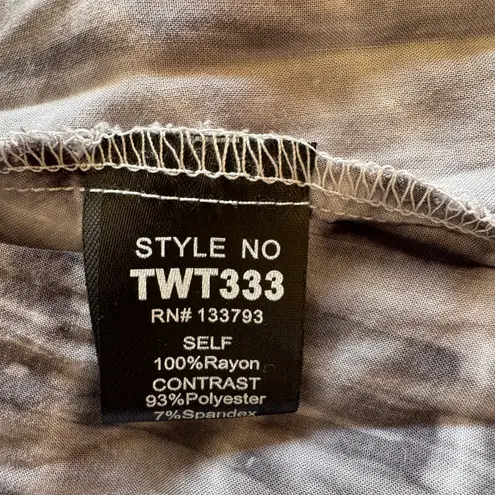 STYLE NO
TWT333
RN# 133793
SELF
100%Rayon
CONTRAST
93%Polyester
7%Spandex